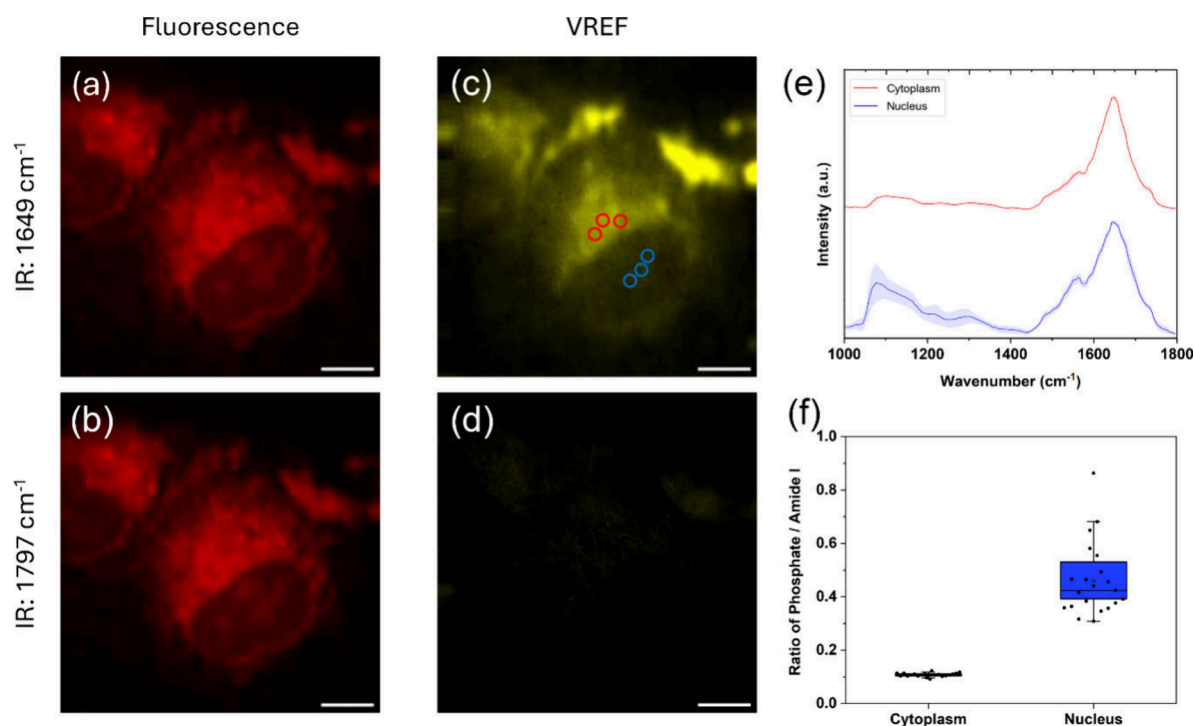 Fluorescence
VREF
IR: 1649 cm⁻¹
(a)
(c)
(e)
Cytoplasm
Nucleus
Intensity (a.u.)
1000 1200 1400 1600 1800
Wavenumber (cm⁻¹)
IR: 1797 cm⁻¹
(b)
(d)
(f)
Ratio of Phosphate / Amide I
1.0
0.8
0.6
0.4
0.2
0.0
Cytoplasm Nucleus